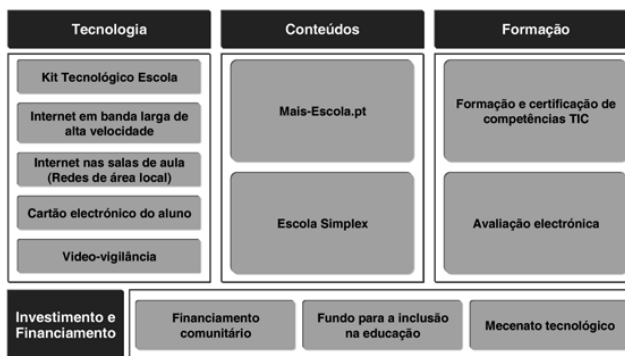 Tecnologia
Kit Tecnológico Escola
Internet em banda larga de
alta velocidade
Internet nas salas de aula
(Redes de área local)
Cartão electrónico do aluno
Video-vigilância
Conteúdos
Mais-Escola.pt
Escola Simplex
Formação
Formação e certificação de
competências TIC
Avaliação electrónica
Investimento e
Financiamento
Financiamento
comunitário
Fundo para a inclusão
na educação
Mecenato tecnológico